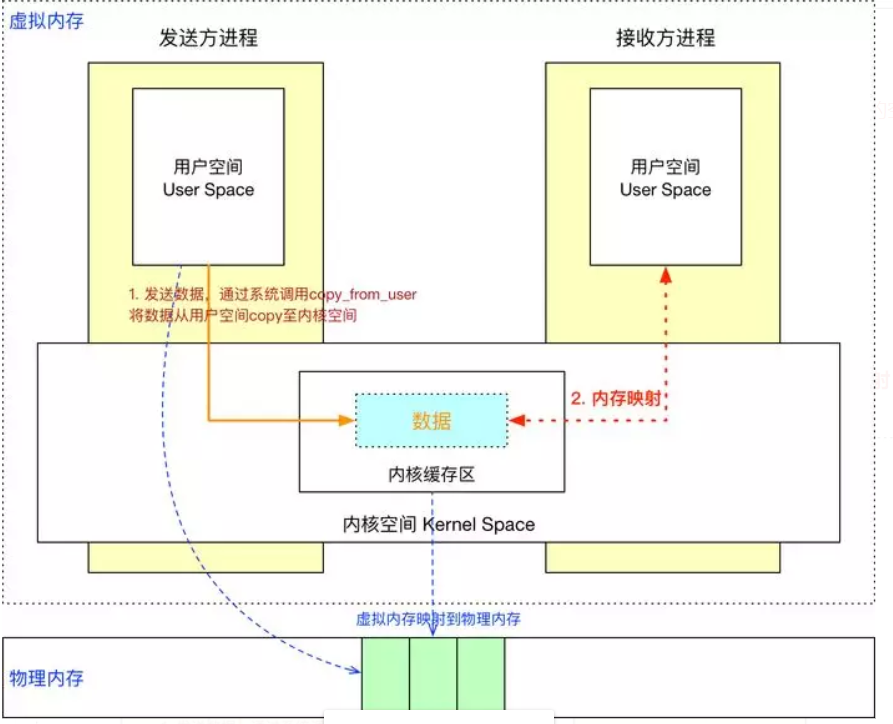 虚拟内存
发送方进程
接收方进程
用户空间
User Space
用户空间
User Space
1. 发送数据，通过系统调用copy_from_user
将数据从用户空间copy至内核空间
2. 内存映射
数据
内核缓存区
内核空间 Kernel Space
虚拟内存映射到物理内存
物理内存